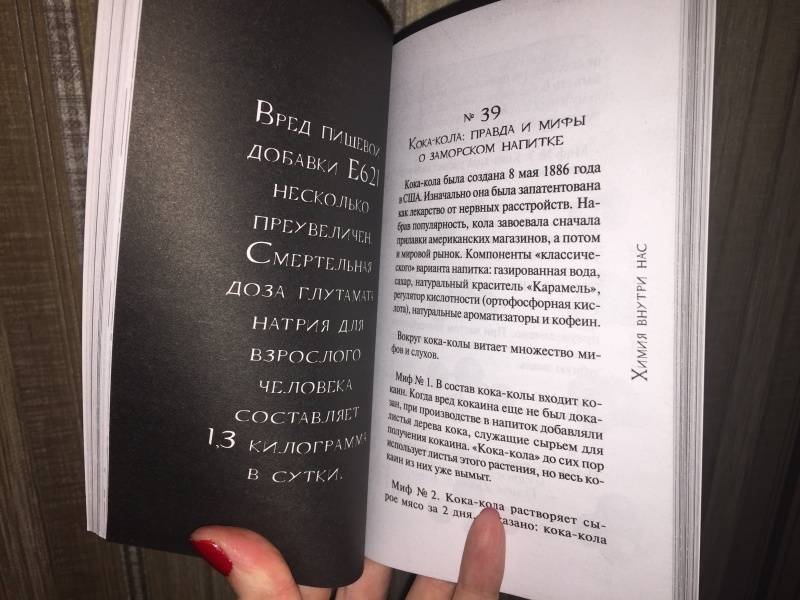 Вред пищевой
добавки Е621
несколько
преувеличен.
Смертельная
доза глутамата
натрия для
взрослого
человека
составляет
1,3 килограмма
в сутки.
№ 39
Кока-кола: правда и мифы
о заморском напитке
Кока-кола была создана 8 мая 1886 года
в США. Изначально она была запатентована
как лекарство от нервных расстройств. На-
брав популярность, кола завоевала сначала
прилавки американских магазинов, а потом
и мировой рынок. Компоненты «классиче-
ского» варианта напитка: газированная вода,
сахар, натуральный краситель «Карамель»,
регулятор кислотности (ортофосфорная кис-
лота), натуральные ароматизаторы и кофеин.
Вокруг кока-колы витает множество ми-
фов и слухов.
Миф № 1. В состав кока-колы входит ко-
каин. Когда вред кокаина еще не был дока-
зан, при производстве в напиток добавляли
листья дерева кока, служащие сырьем для
получения кокаина. «Кока-кола» до сих пор
использует листья этого растения, но весь ко-
каин из них уже вымыт.
Миф № 2. Кока-кола растворяет сы-
рое мясо за 2 дня. кока-кола
Химия внутри нас